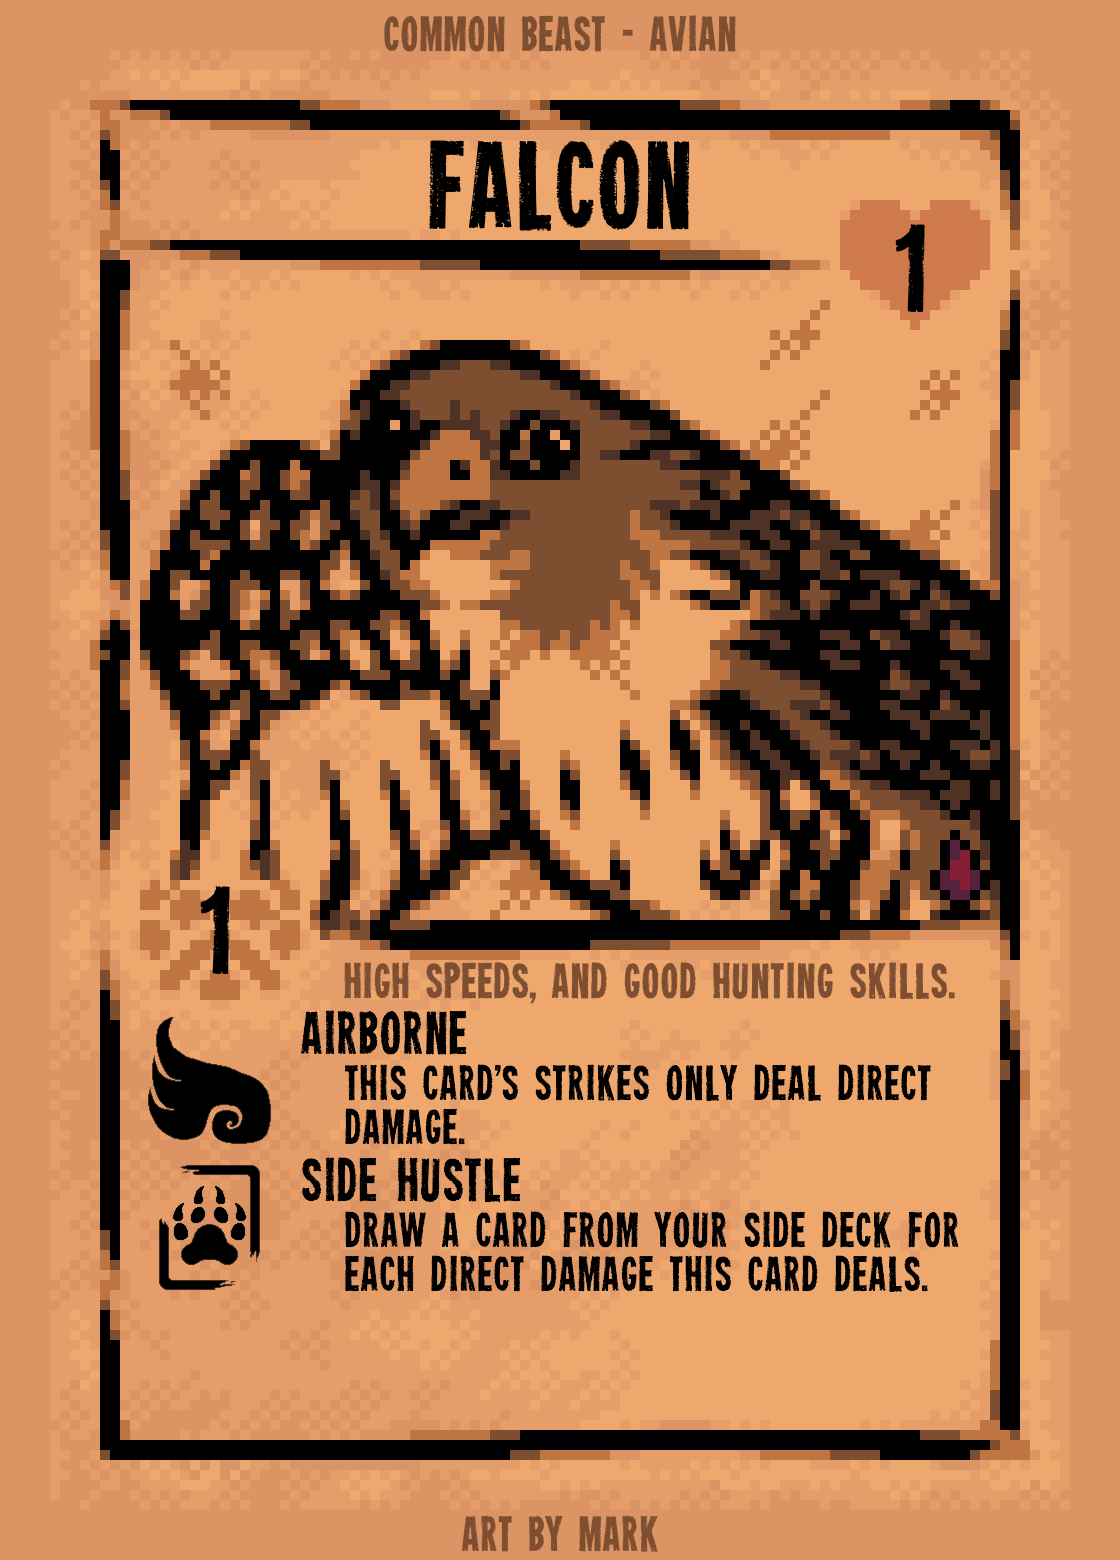 COMMON BEAST - AVIAN
FALCON
1
1
HIGH SPEEDS, AND GOOD HUNTING SKILLS.
AIRBORNE
THIS CARD'S STRIKES ONLY DEAL DIRECT
DAMAGE.
SIDE HUSTLE
DRAW A CARD FROM YOUR SIDE DECK FOR
EACH DIRECT DAMAGE THIS CARD DEALS.
ART BY MARK